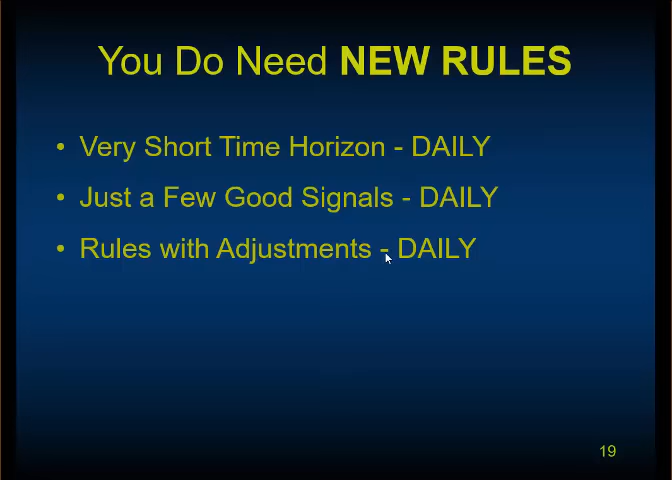 You Do Need NEW RULES
• Very Short Time Horizon - DAILY
• Just a Few Good Signals - DAILY
• Rules with Adjustments - DAILY
19